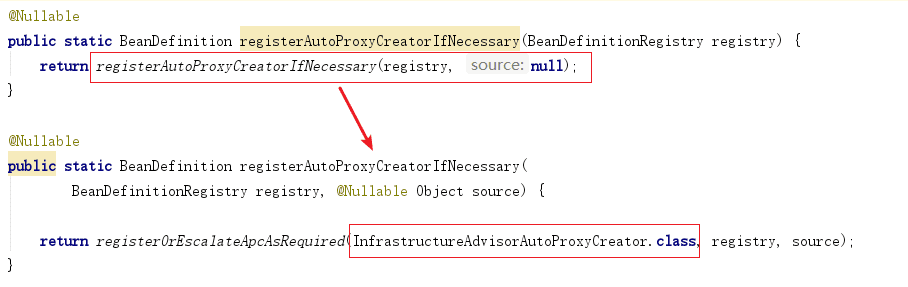 @Nullable
public static BeanDefinition registerAutoProxyCreatorIfNecessary(BeanDefinitionRegistry registry) {
return registerAutoProxyCreatorIfNecessary(registry, source: null);
}
@Nullable
public static BeanDefinition registerAutoProxyCreatorIfNecessary(
BeanDefinitionRegistry registry, @Nullable Object source) {
return registerOrEscalateApcAsRequired(InfrastructureAdvisorAutoProxyCreator.class, registry, source);
}